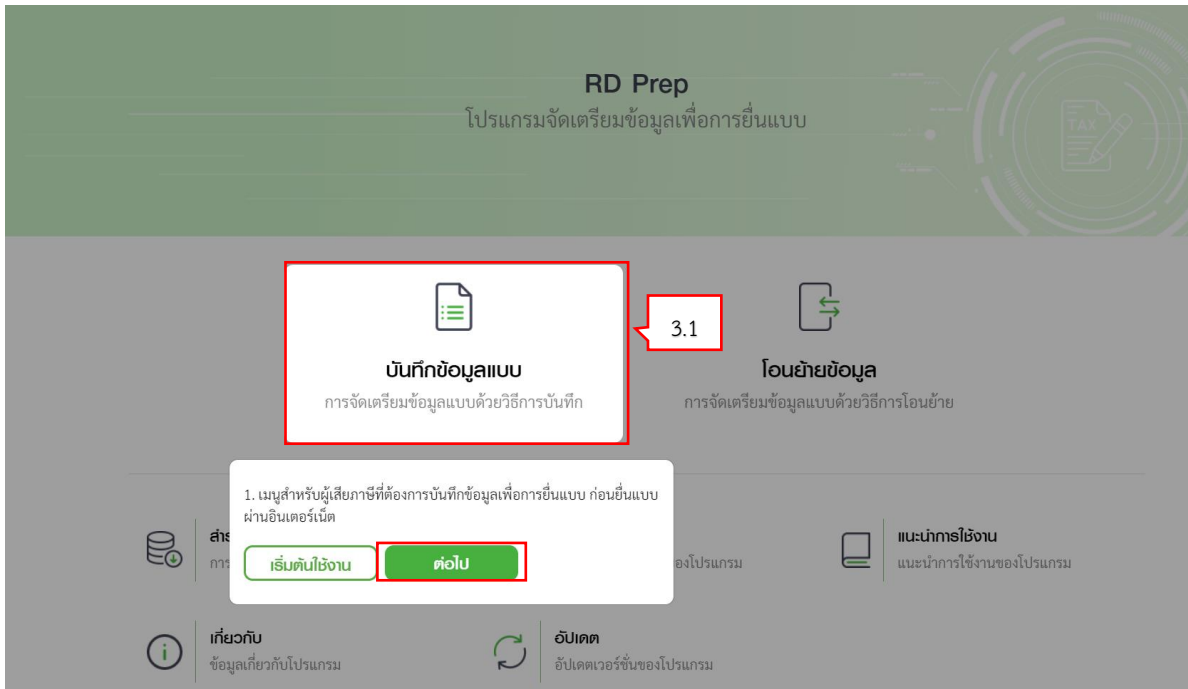 RD Prep
โปรแกรมจัดเตรียมข้อมูลเพื่อการยื่นแบบ
TAX
3.1
บันทึกข้อมูลแบบ
โอนย้ายข้อมูล
การจัดเตรียมข้อมูลแบบด้วยวิธีการบันทึก
การจัดเตรียมข้อมูลแบบด้วยวิธีการโอนย้าย
1. เมนูสำหรับผู้เสียภาษีที่ต้องการบันทึกข้อมูลเพื่อการยื่นแบบ ก่อนยื่นแบบ
ผ่านอินเตอร์เน็ต
เริ่มต้นใช้งาน
ต่อไป
องโปรแกรม
แนะนำการใช้งาน
แนะนำการใช้งานของโปรแกรม
เกี่ยวกับ
ข้อมูลเกี่ยวกับโปรแกรม
อัปเดต
อัปเดตเวอร์ชั่นของโปรแกรม